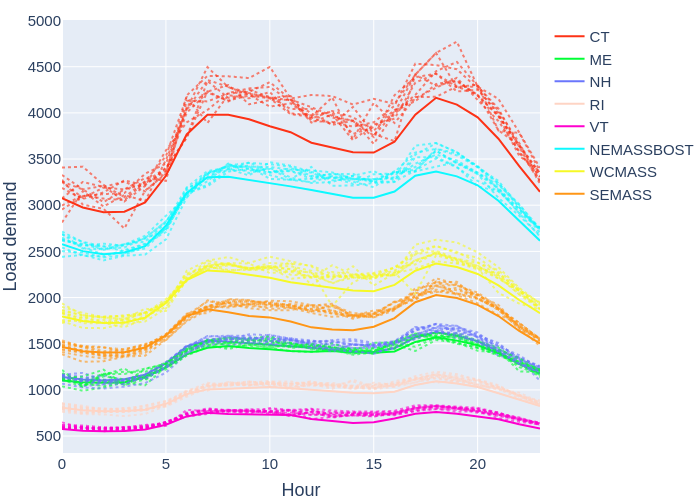 5000
4500
4000
3500
3000
2500
2000
1500
1000
500
0
5
10
15
20
Load demand
Hour
CT
ME
NH
RI
VT
NEMASSBOST
WCMASS
SEMASS